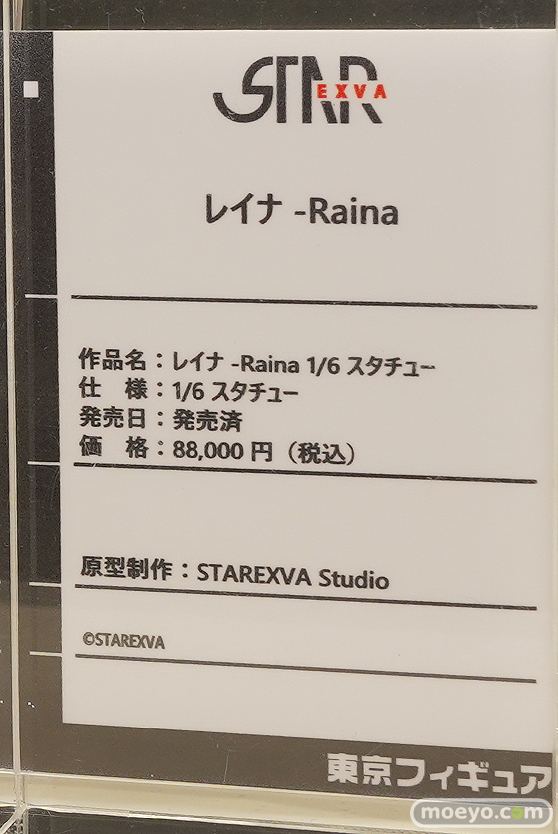 STAR
EXVA
レイナ -Raina
作品名：レイナ -Raina 1/6 スタチュー
仕　様：1/6 スタチュー
発売日：発売済
価　格：88,000 円（税込）
原型制作：STAREXVA Studio
©STAREXVA
東京フィギュア
moeyo.com